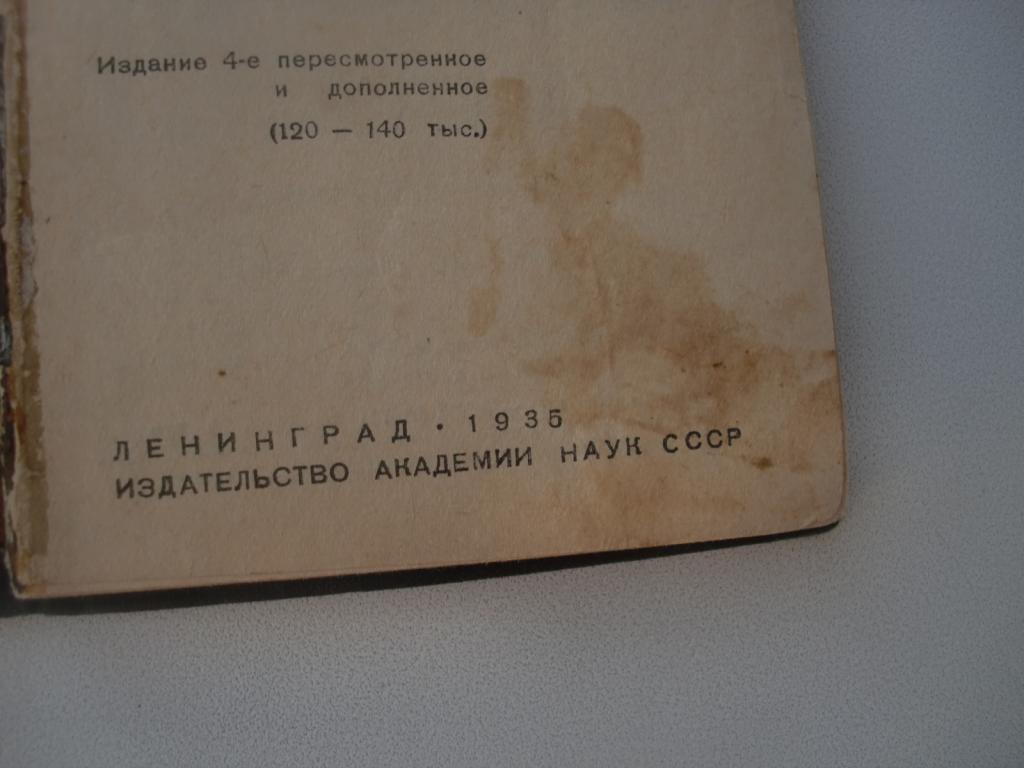 Издание 4-е пересмотренное
и дополненное
(120 — 140 тыс.)
ЛЕНИНГРАД • 1935
ИЗДАТЕЛЬСТВО АКАДЕМИИ НАУК СССР